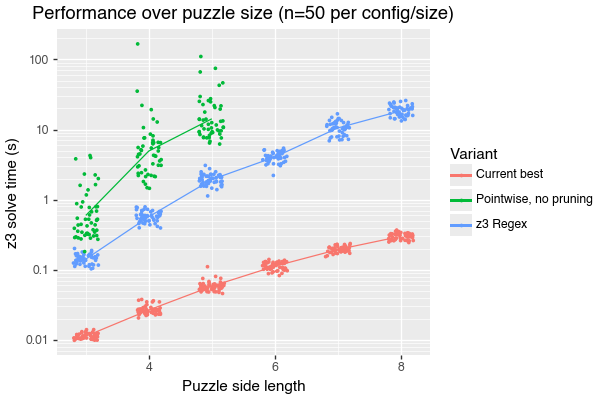 Performance over puzzle size (n=50 per config/size)
z3 solve time (s)
100
10
1
0.1
0.01
4
6
8
Puzzle side length
Variant
Current best
Pointwise, no pruning
z3 Regex